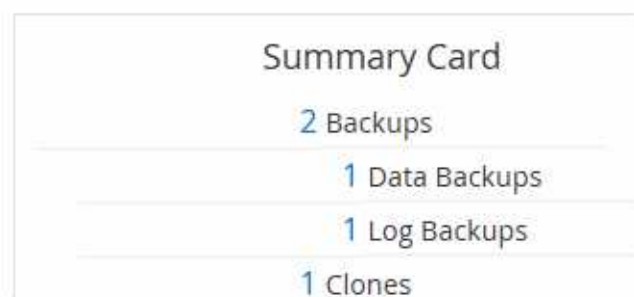 Summary Card
2 Backups
1 Data Backups
1 Log Backups
1 Clones